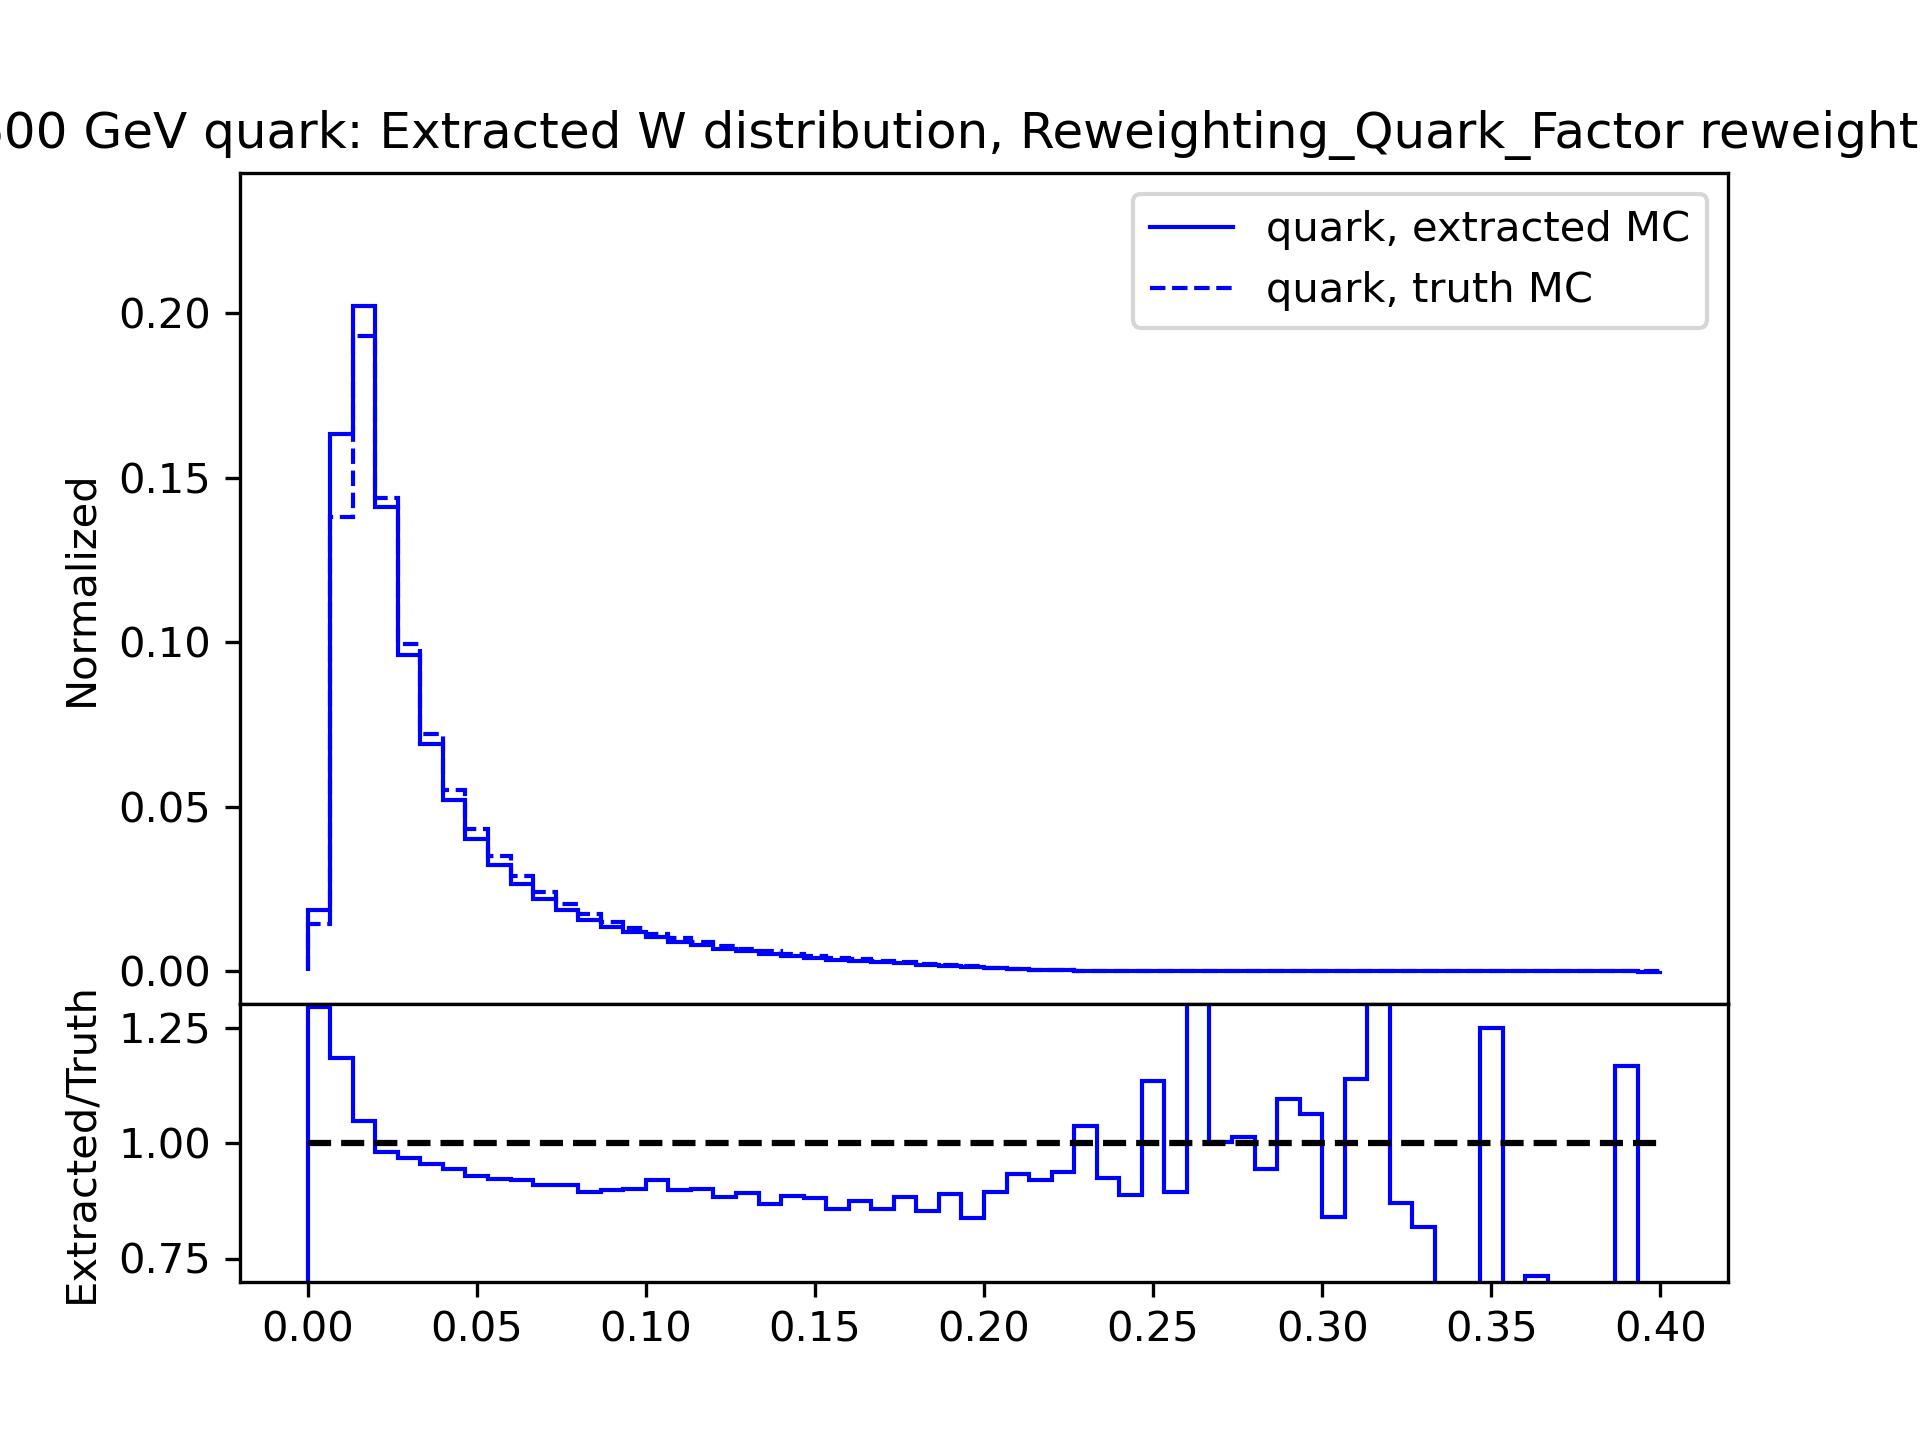 00 GeV quark: Extracted W distribution, Reweighting_Quark_Factor reweight
quark, extracted MC
quark, truth MC
Normalized
0.20
0.15
0.10
0.05
0.00
Extracted/Truth
1.25
1.00
0.75
0.00 0.05 0.10 0.15 0.20 0.25 0.30 0.35 0.40